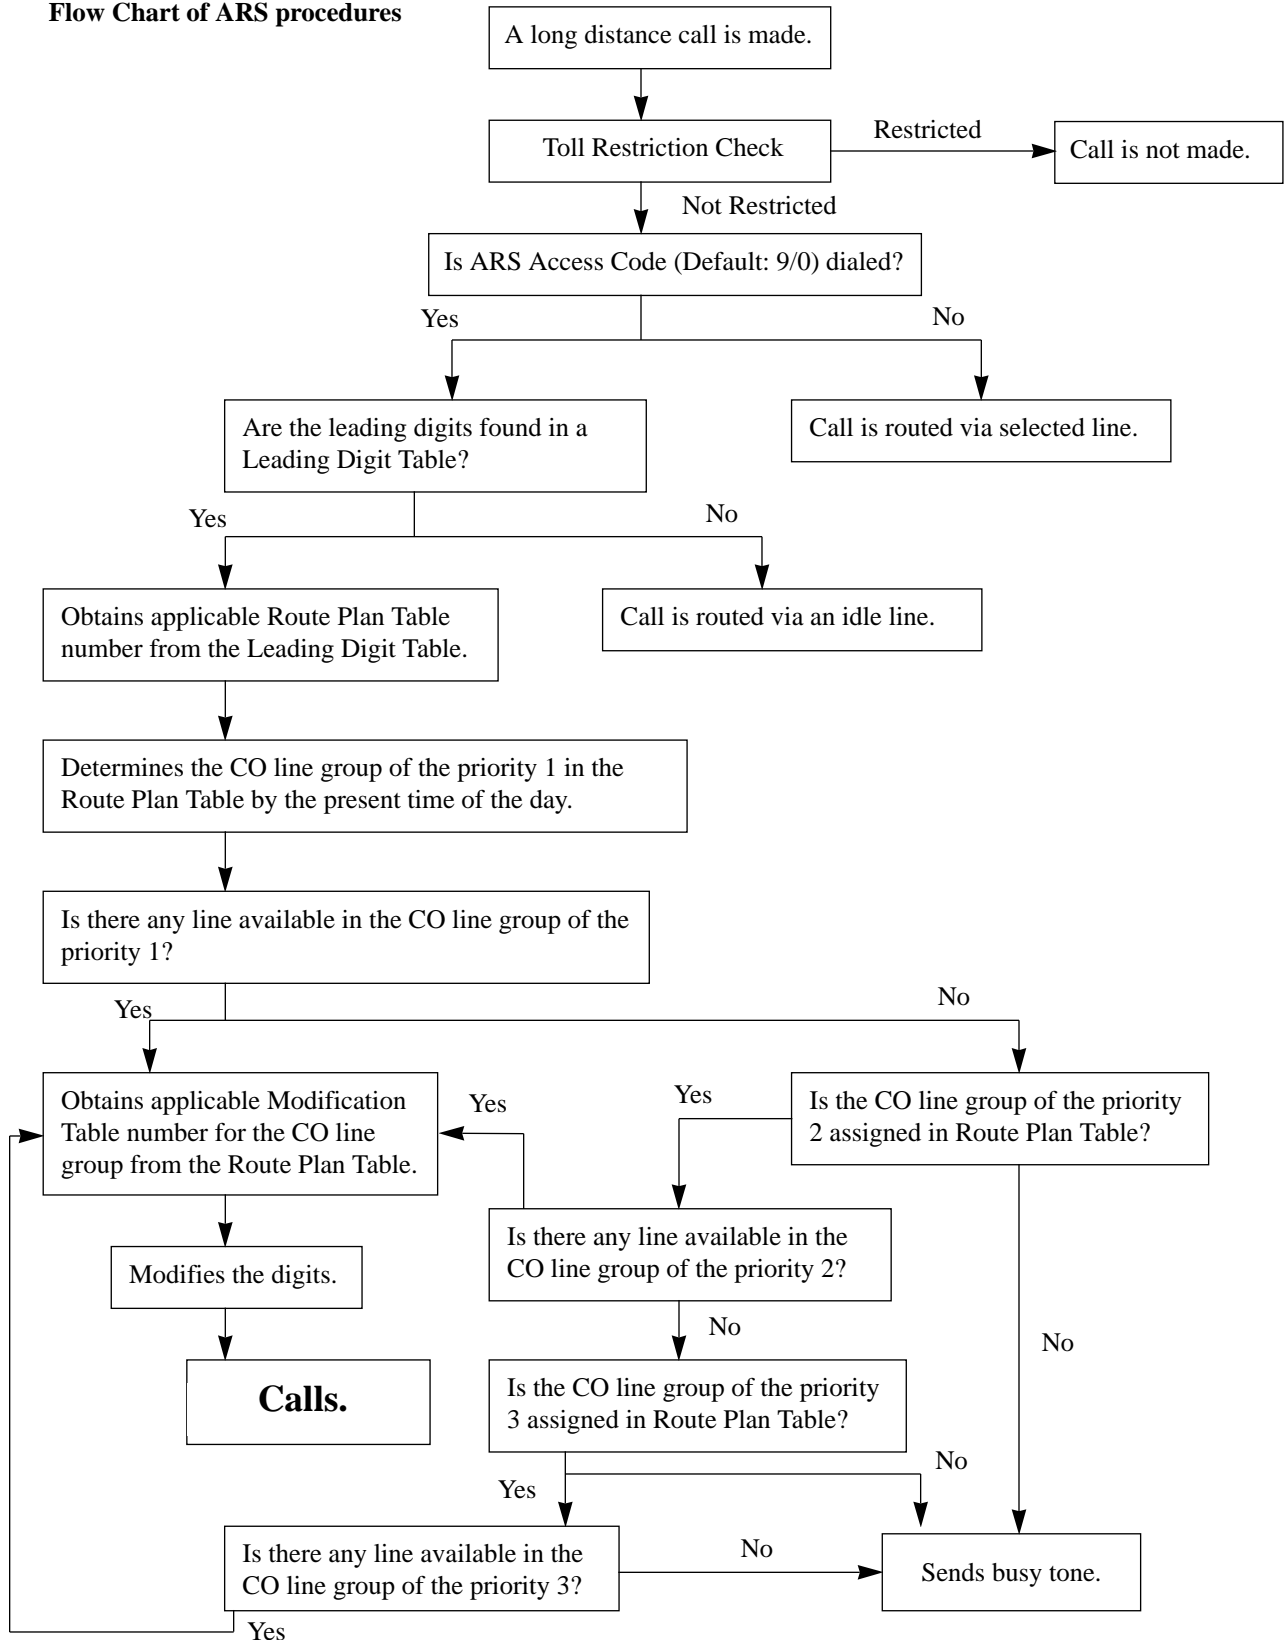 Flow Chart of ARS procedures
A long distance call is made.
Toll Restriction Check
Restricted
Call is not made.
Not Restricted
Is ARS Access Code (Default: 9/0) dialed?
Yes
No
Are the leading digits found in a
Leading Digit Table?
Call is routed via selected line.
Yes
No
Obtains applicable Route Plan Table
number from the Leading Digit Table.
Call is routed via an idle line.
Determines the CO line group of the priority 1 in the
Route Plan Table by the present time of the day.
Is there any line available in the CO line group of the
priority 1?
Yes
No
Obtains applicable Modification
Table number for the CO line
group from the Route Plan Table.
Yes
Yes
Is the CO line group of the priority
2 assigned in Route Plan Table?
Is there any line available in the
CO line group of the priority 2?
Modifies the digits.
No
No
Calls.
Is the CO line group of the priority
3 assigned in Route Plan Table?
Yes
No
Is there any line available in the
CO line group of the priority 3?
No
Sends busy tone.
Yes